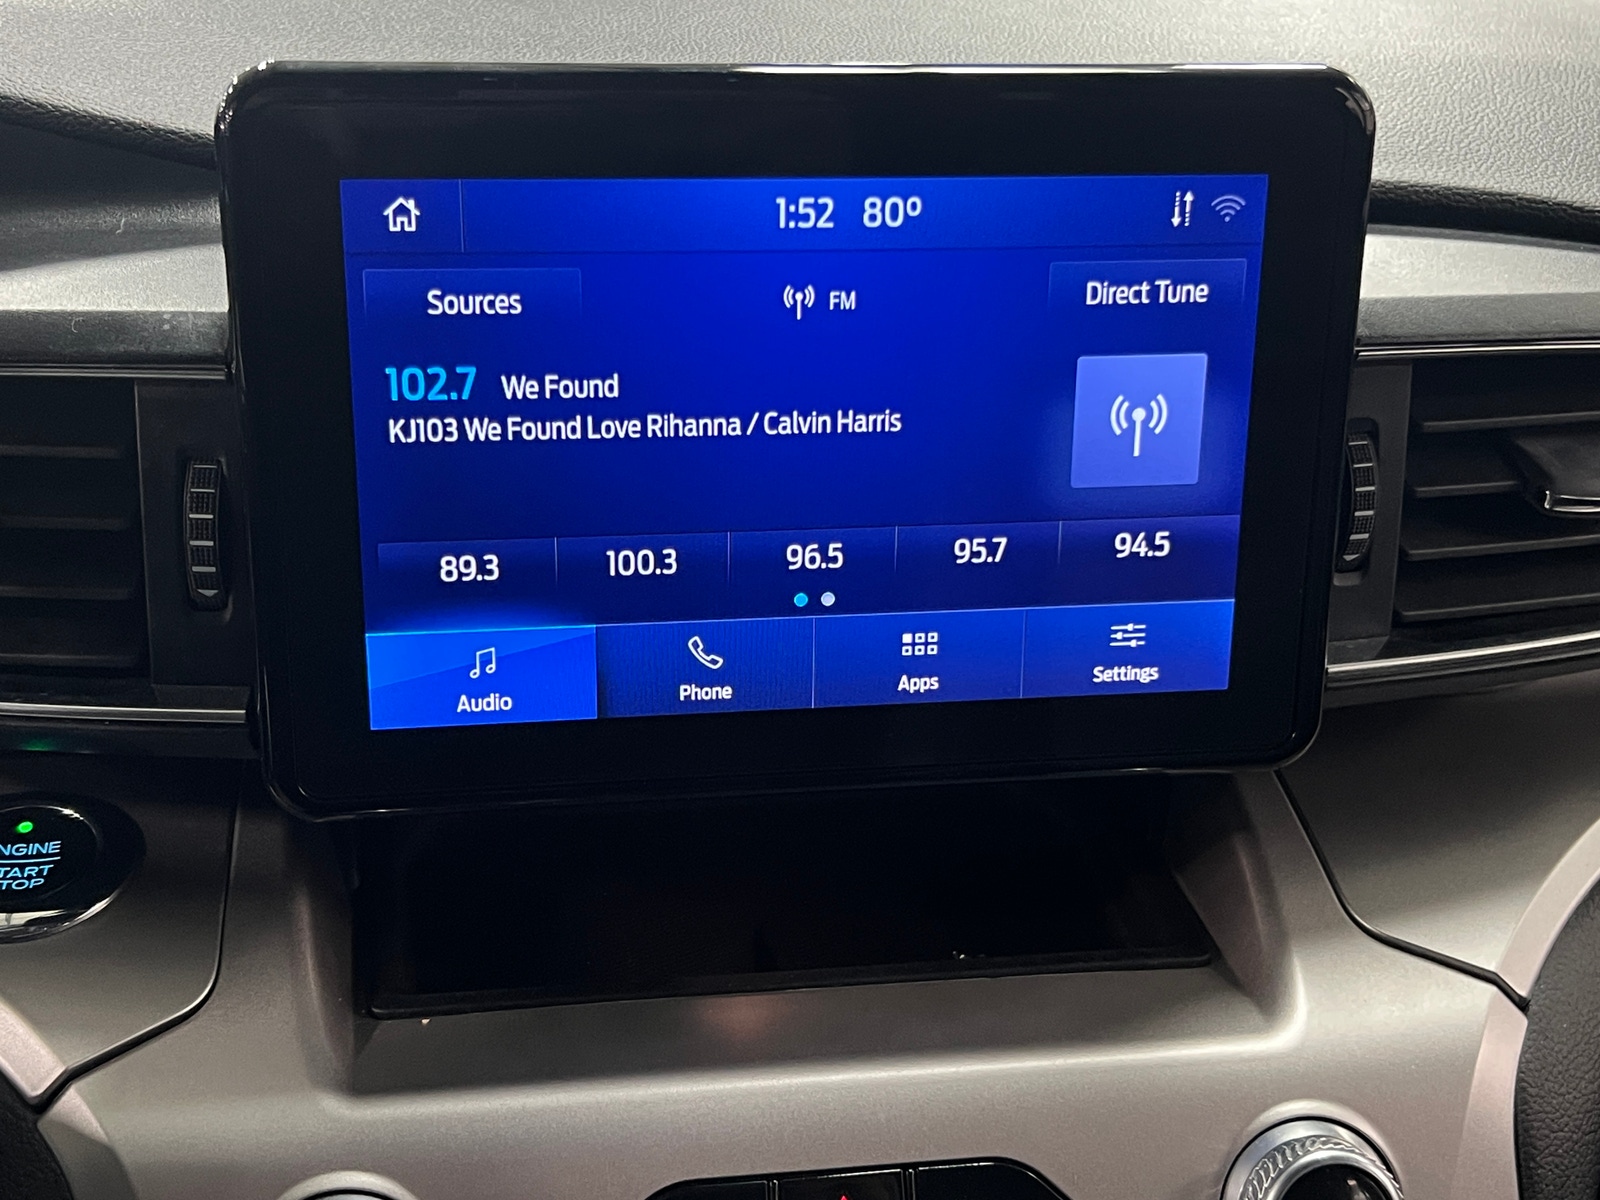 1:52 80°
Sources
FM
Direct Tune
102.7 We Found
KJ103 We Found Love Rihanna / Calvin Harris
89.3 100.3 96.5 95.7 94.5
Audio
Phone
Apps
Settings
NGINE
TART
TOP